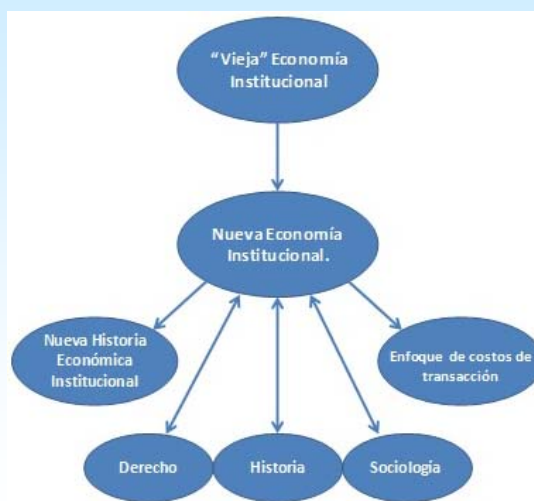 “Vieja” Economía
Institucional
Nueva Economía
Institucional.
Nueva Historia
Económica
Institucional
Enfoque de costos de
transacción
Derecho
Historia
Sociología